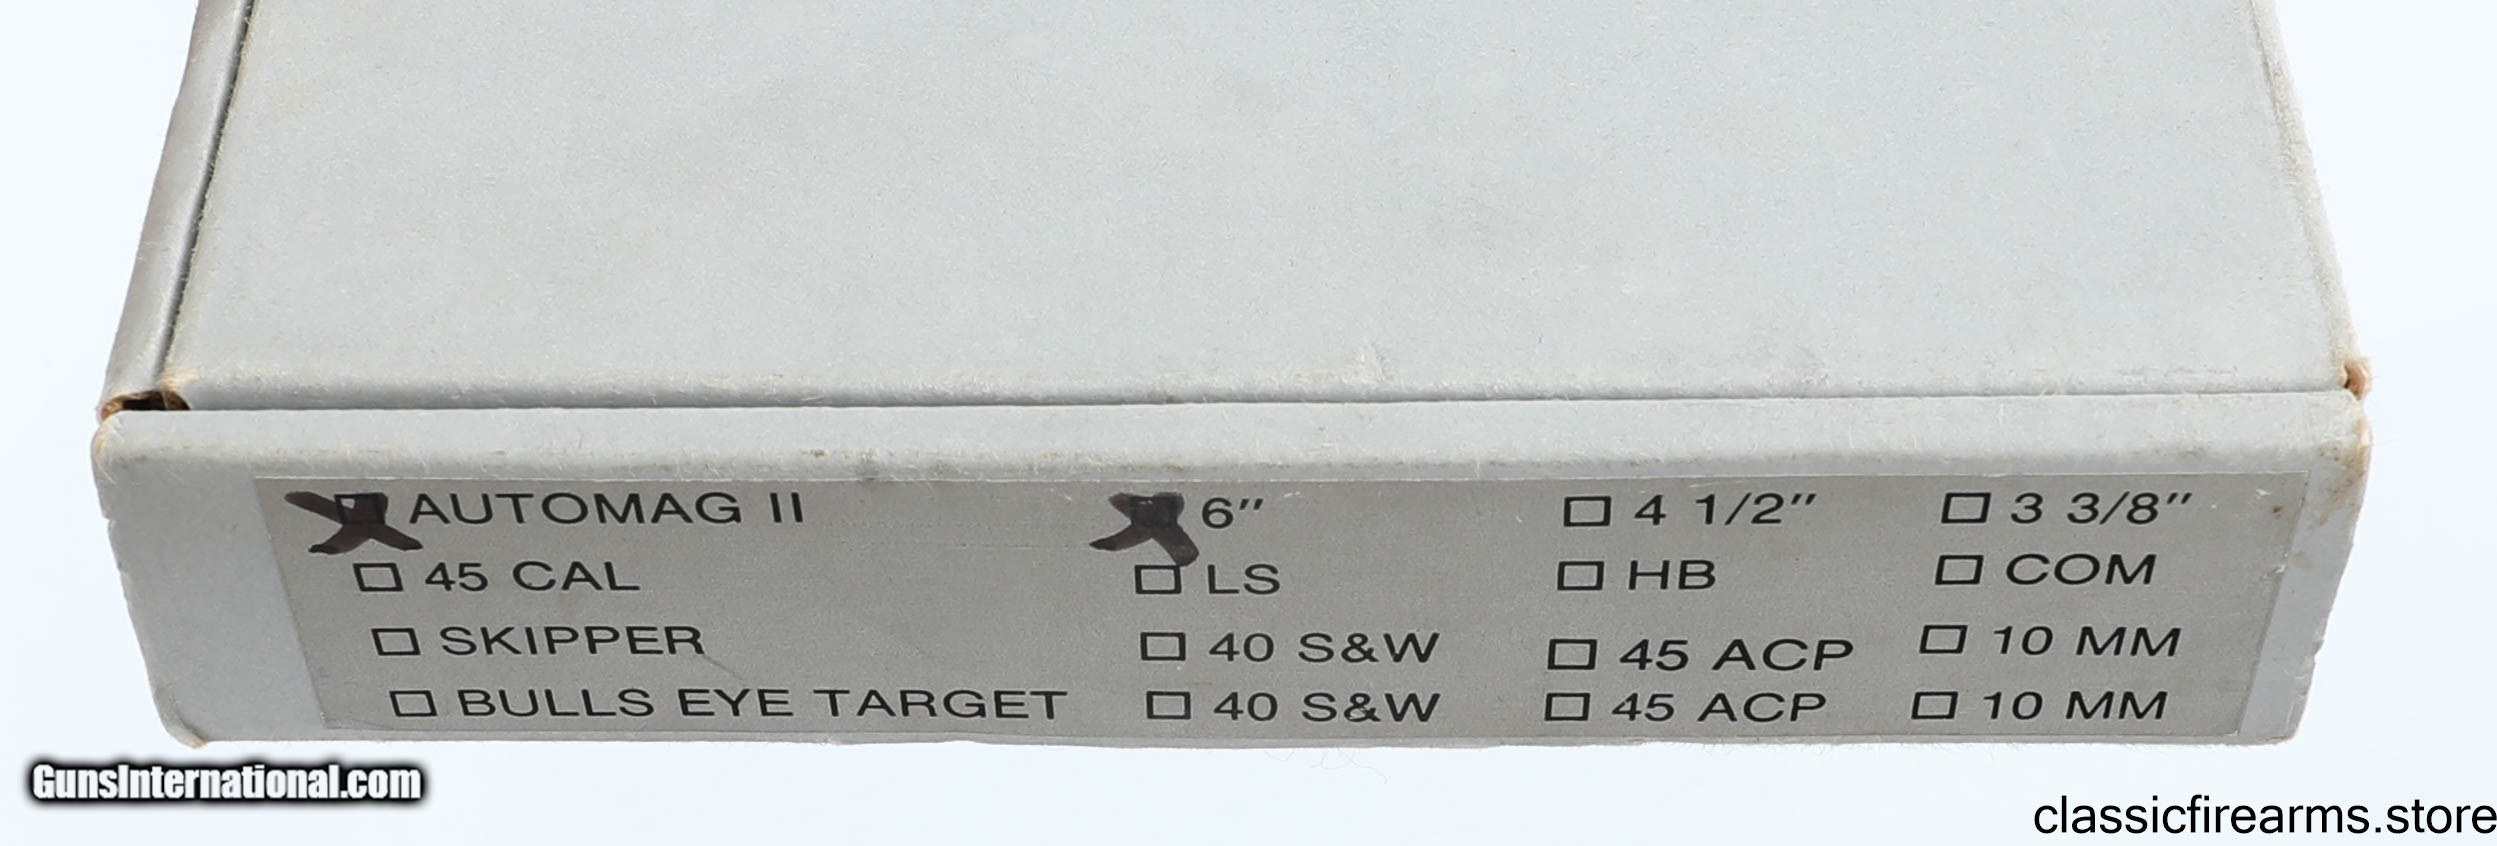 ☒ AUTOMAG II ☒ 6" ☐ 4 1/2" ☐ 3 3/8"
☐ 45 CAL ☐ LS ☐ HB ☐ COM
☐ SKIPPER ☐ 40 S&W ☐ 45 ACP ☐ 10 MM
☐ BULLS EYE TARGET ☐ 40 S&W ☐ 45 ACP ☐ 10 MM
GunsInternational.com
classicfirearms.store